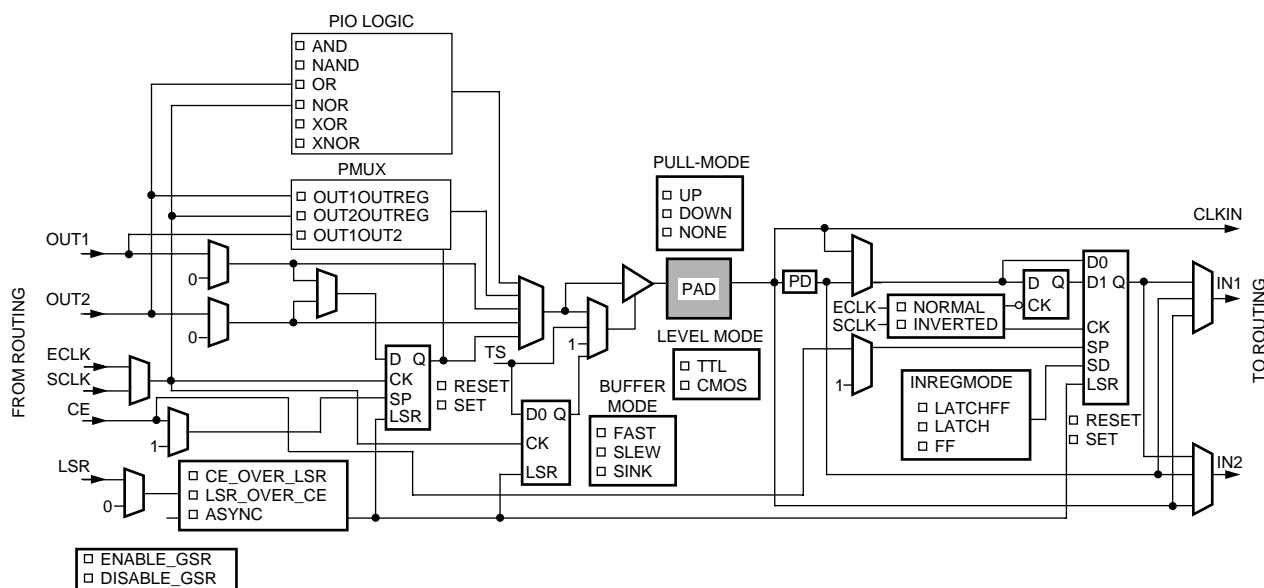 PIO LOGIC
AND
NAND
OR
NOR
XOR
XNOR
PMUX
OUT1OUTREG
OUT2OUTREG
OUT1OUT2
FROM ROUTING
OUT1
OUT2
ECLK
SCLK
CE
LSR
0
0
1
0
D Q
CK
SP
LSR
RESET
SET
CE_OVER_LSR
LSR_OVER_CE
ASYNC
ENABLE_GSR
DISABLE_GSR
TS
1
D0 Q
CK
LSR
PULL-MODE
UP
DOWN
NONE
PAD
LEVEL MODE
TTL
CMOS
BUFFER
MODE
FAST
SLEW
SINK
PD
ECLK
SCLK
NORMAL
INVERTED
1
D Q
CK
INREGMODE
LATCHFF
LATCH
FF
D0
D1 Q
CK
SP
SD
LSR
RESET
SET
CLKIN
IN1
IN2
TO ROUTING